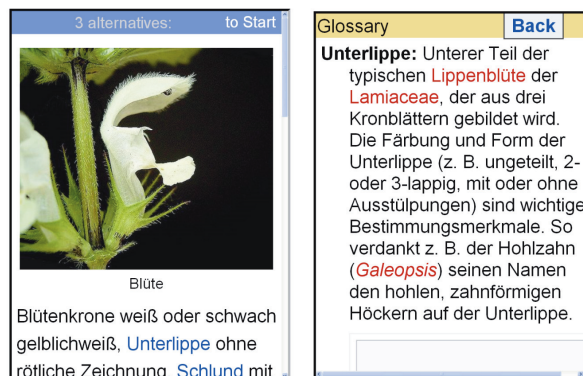 3 alternatives:
to Start
Blüte
Blütenkrone weiß oder schwach
gelblichweiß, Unterlippe ohne
rötliche Zeichnung, Schlund mit
Glossary
Back
Unterlippe: Unterer Teil der
typischen Lippenblüte der
Lamiaceae, der aus drei
Kronblättern gebildet wird.
Die Färbung und Form der
Unterlippe (z. B. ungeteilt, 2-
oder 3-lappig, mit oder ohne
Ausstülpungen) sind wichtige
Bestimmungsmerkmale. So
verdankt z. B. der Hohlzahn
(Galeopsis) seinen Namen
den hohlen, zahnförmigen
Höckern auf der Unterlippe.